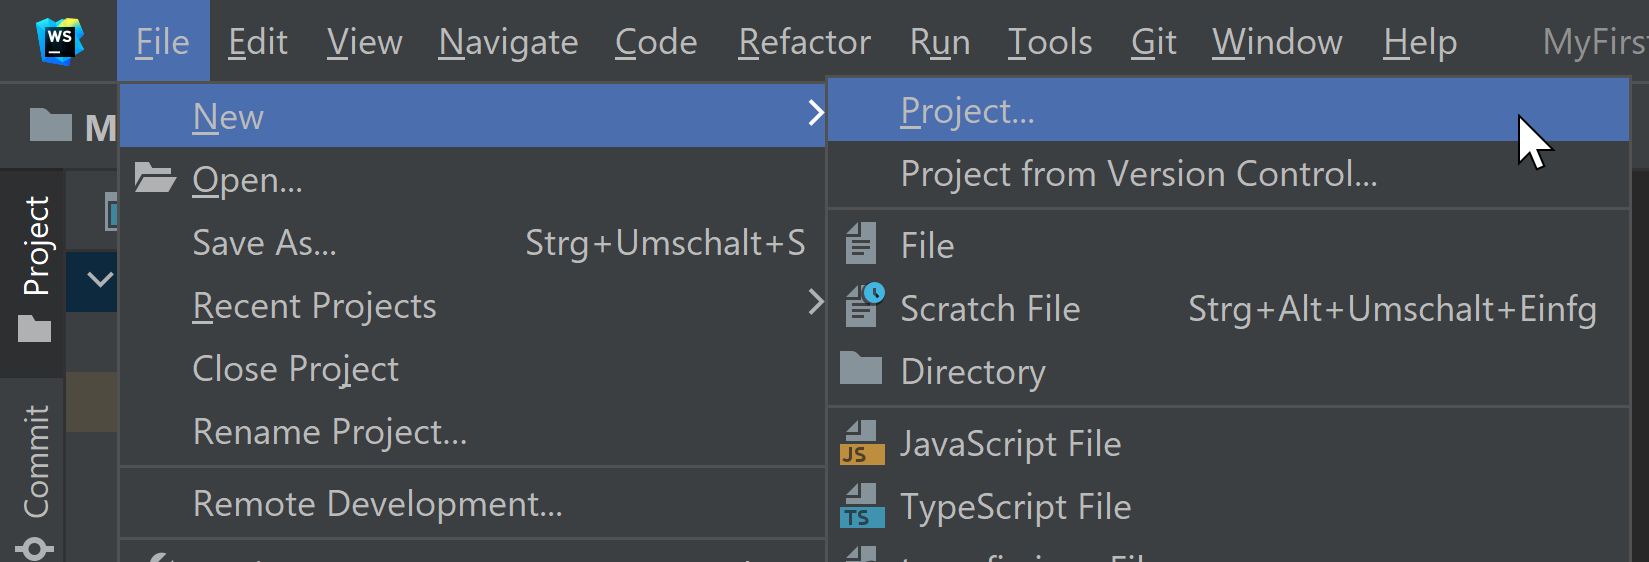 WS File Edit View Navigate Code Refactor Run Tools Git Window Help MyFirs
M
Project
Commit
New
Open...
Save As... Strg+Umschalt+S
Recent Projects
Close Project
Rename Project...
Remote Development...
Project...
Project from Version Control...
File
Scratch File Strg+Alt+Umschalt+Einfg
Directory
JS JavaScript File
TS TypeScript File